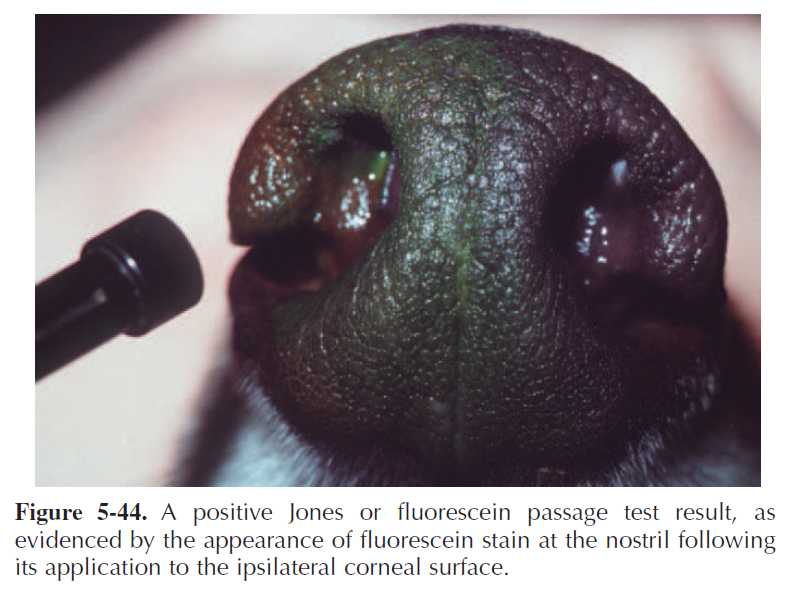 Figure 5-44. A positive Jones or fluorescein passage test result, as
evidenced by the appearance of fluorescein stain at the nostril following
its application to the ipsilateral corneal surface.